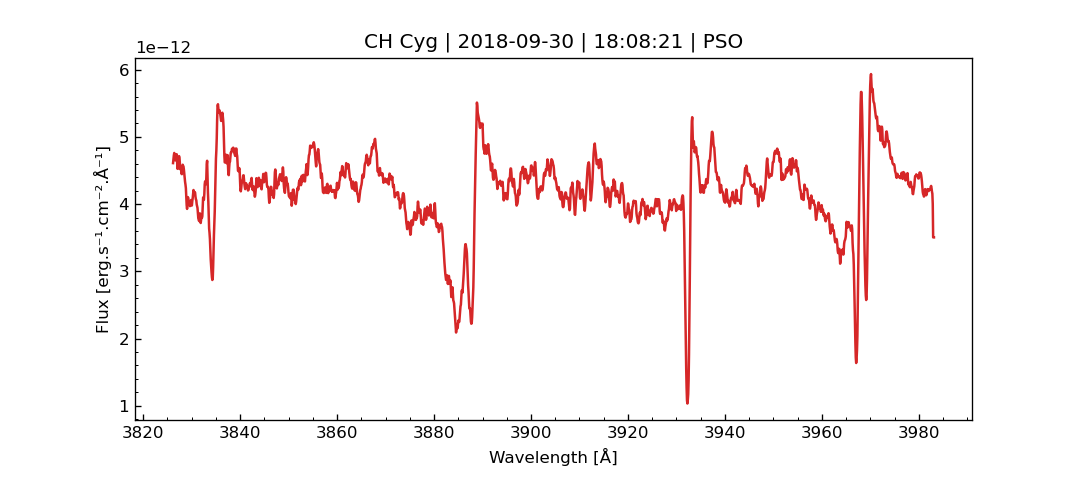 CH Cyg | 2018-09-30 | 18:08:21 | PSO
1e−12
6
5
4
3
2
1
Flux [erg.s⁻¹.cm⁻².Å⁻¹]
3820 3840 3860 3880 3900 3920 3940 3960 3980
Wavelength [Å]